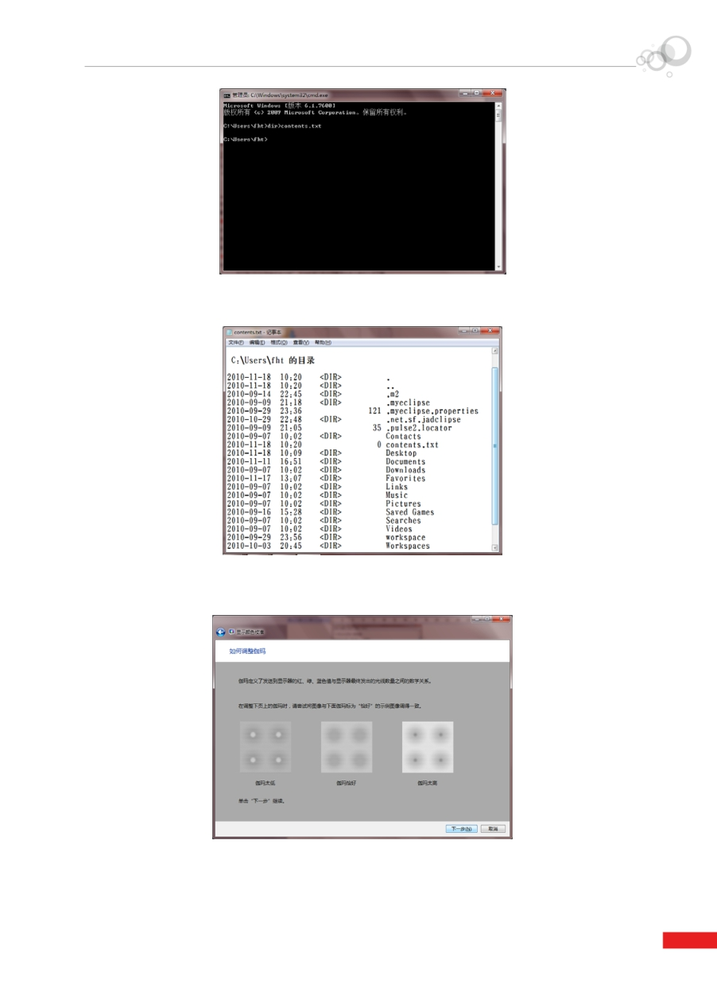 管理员: C:\Windows\system32\cmd.exe
Microsoft Windows [版本 6.1.7600]
版权所有 (c) 2009 Microsoft Corporation。保留所有权利。
C:\Users\fht>dir>contents.txt
C:\Users\fht>
contents.txt - 记事本
文件(F) 编辑(E) 格式(O) 查看(V) 帮助(H)
C:\Users\fht 的目录
2010-11-18 10:20 <DIR> .
2010-11-18 10:20 <DIR> ..
2010-09-14 22:45 <DIR> .m2
2010-09-09 21:18 <DIR> .myeclipse
2010-09-29 23:36 121 .myeclipse.properties
2010-10-29 22:48 <DIR> .net.sf.jadclipse
2010-09-09 21:05 35 .pulse2.locator
2010-09-07 10:02 <DIR> Contacts
2010-11-18 10:20 0 contents.txt
2010-11-18 10:09 <DIR> Desktop
2010-11-11 16:51 <DIR> Documents
2010-09-07 10:02 <DIR> Downloads
2010-11-17 13:07 <DIR> Favorites
2010-09-07 10:02 <DIR> Links
2010-09-07 10:02 <DIR> Music
2010-09-07 10:02 <DIR> Pictures
2010-09-16 15:28 <DIR> Saved Games
2010-09-07 10:02 <DIR> Searches
2010-09-07 10:02 <DIR> Videos
2010-09-29 23:56 <DIR> workspace
2010-10-03 20:45 <DIR> Workspaces
显示颜色校准
如何调整伽玛
伽玛定义了发送到显示器的红、绿、蓝色值与显示器最终发出的光线数量之间的数学关系。
在调整下页上的伽玛时，请尝试将图像与下面伽玛标为“恰好”的示例图像调得一致。
伽玛太低 伽玛恰好 伽玛太高
单击“下一步”继续。
下一步(N) 取消